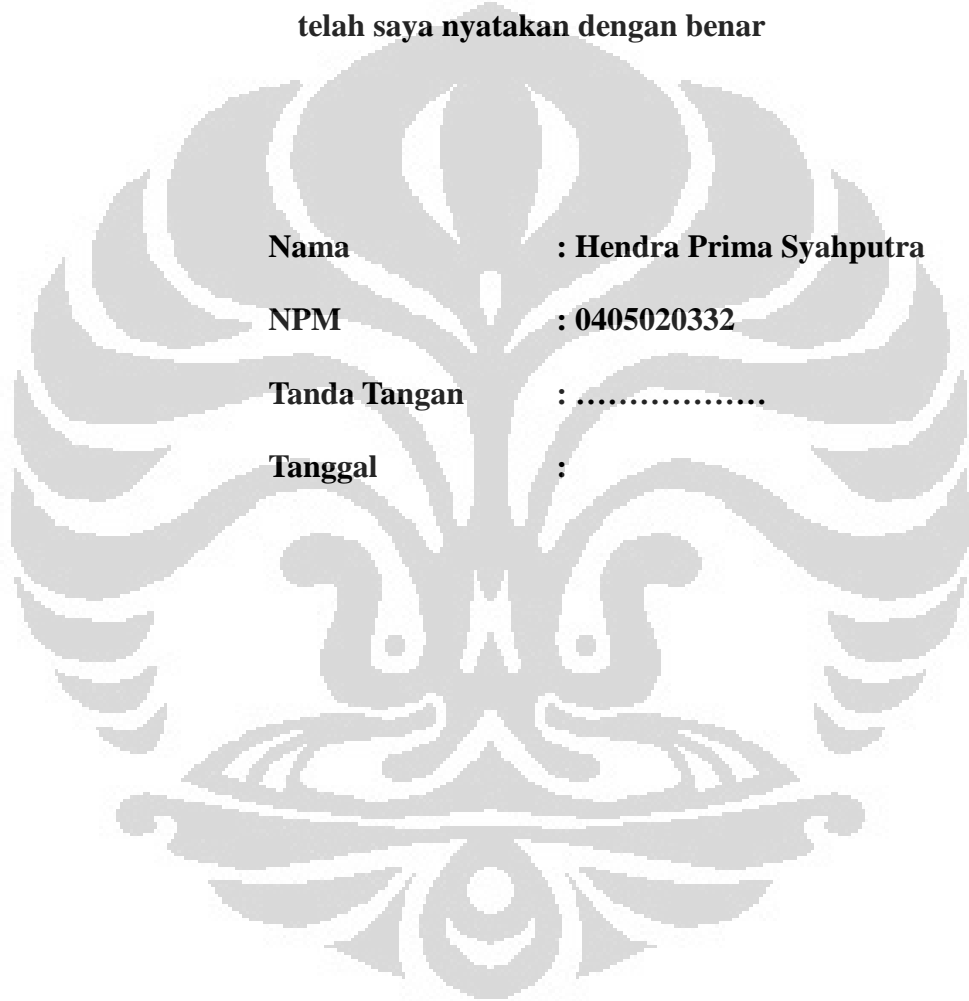 telah saya nyatakan dengan benar
Nama : Hendra Prima Syahputra
NPM : 0405020332
Tanda Tangan : ………………
Tanggal :